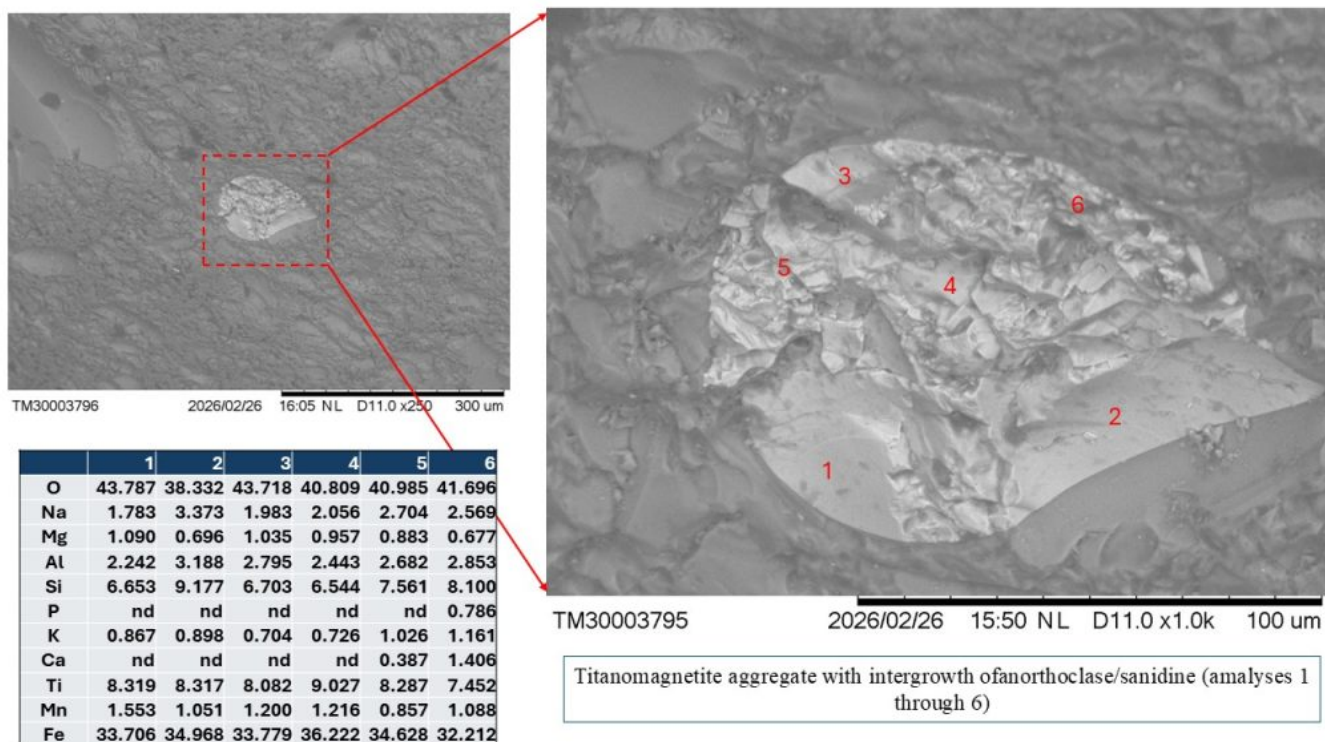 TM30003796 2026/02/26 16:05 NL D11.0 x250 300 um
1 2 3 4 5 6
O 43.787 38.332 43.718 40.809 40.985 41.696
Na 1.783 3.373 1.983 2.056 2.704 2.569
Mg 1.090 0.696 1.035 0.957 0.883 0.677
Al 2.242 3.188 2.795 2.443 2.682 2.853
Si 6.653 9.177 6.703 6.544 7.561 8.100
P nd nd nd nd nd 0.786
K 0.867 0.898 0.704 0.726 1.026 1.161
Ca nd nd nd nd 0.387 1.406
Ti 8.319 8.317 8.082 9.027 8.287 7.452
Mn 1.553 1.051 1.200 1.216 0.857 1.088
Fe 33.706 34.968 33.779 36.222 34.628 32.212
3
6
5
4
2
1
TM30003795 2026/02/26 15:50 NL D11.0 x1.0k 100 um
Titanomagnetite aggregate with intergrowth ofanorthoclase/sanidine (amalyses 1
through 6)